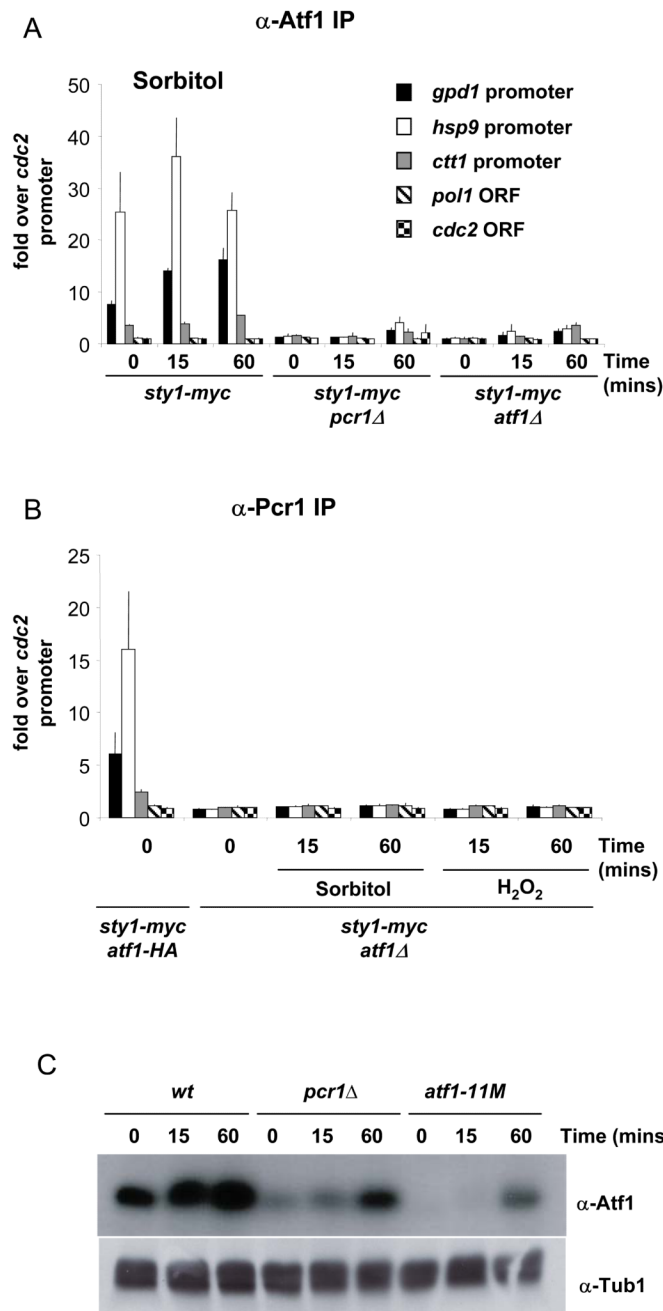 A
α-Atf1 IP
Sorbitol
gpd1 promoter
hsp9 promoter
ctt1 promoter
pol1 ORF
cdc2 ORF
fold over cdc2
promoter
50
40
30
20
10
0
0 15 60 0 15 60 0 15 60 Time
(mins)
sty1-myc
sty1-myc
pcr1Δ
sty1-myc
atf1Δ
B
α-Pcr1 IP
fold over cdc2
promoter
25
20
15
10
5
0
0 0 15 60 15 60 Time
(mins)
Sorbitol H₂O₂
sty1-myc
atf1-HA
sty1-myc
atf1Δ
C
wt pcr1Δ atf1-11M
0 15 60 0 15 60 0 15 60 Time (mins
α-Atf1
α-Tub1